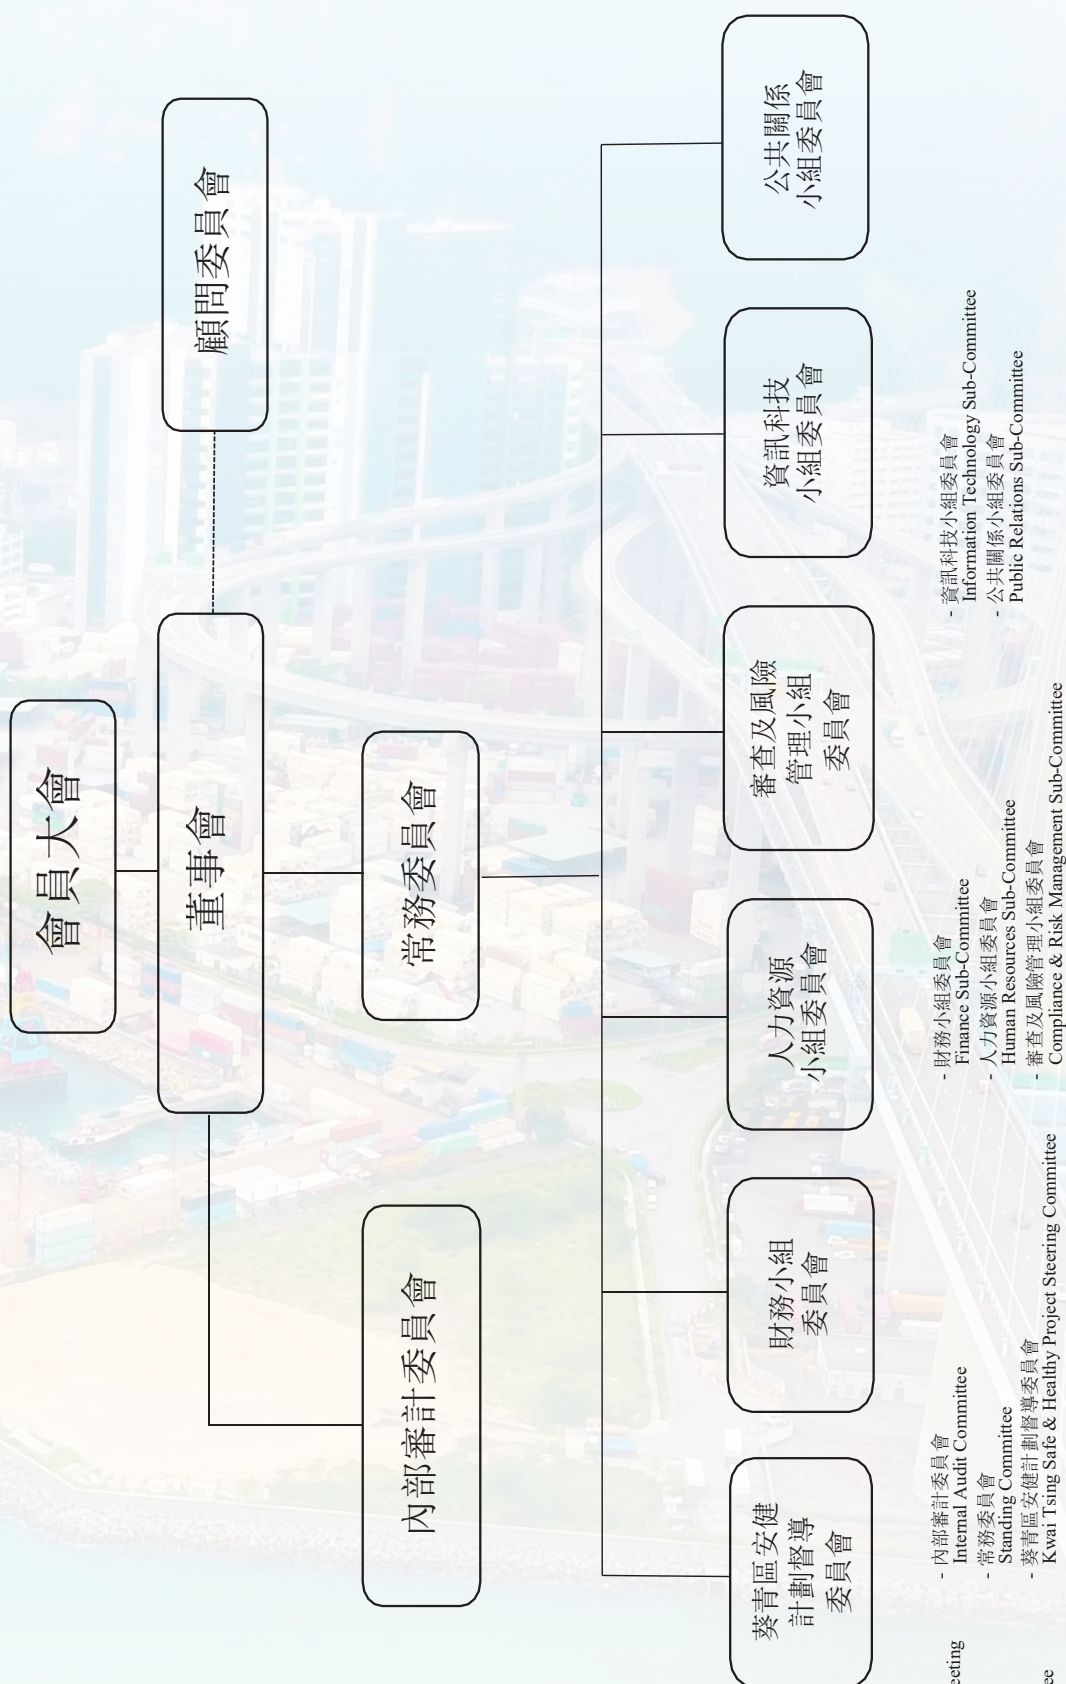 會員大會
董事會
顧問委員會
內部審計委員會
常務委員會
葵青區安健
計劃督導
委員會
財務小組
委員會
人力資源
小組委員會
審查及風險
管理小組
委員會
資訊科技
小組委員會
公共關係
小組委員會
eeting
ee
- 內部審計委員會
Internal Audit Committee
- 常務委員會
Standing Committee
- 葵青區安健計劃督導委員會
Kwai Tsing Safe & Healthy Project Steering Committee
- 財務小組委員會
Finance Sub-Committee
- 人力資源小組委員會
Human Resources Sub-Committee
- 審查及風險管理小組委員會
Compliance & Risk Management Sub-Committee
- 資訊科技小組委員會
Information Technology Sub-Committee
- 公共關係小組委員會
Public Relations Sub-Committee